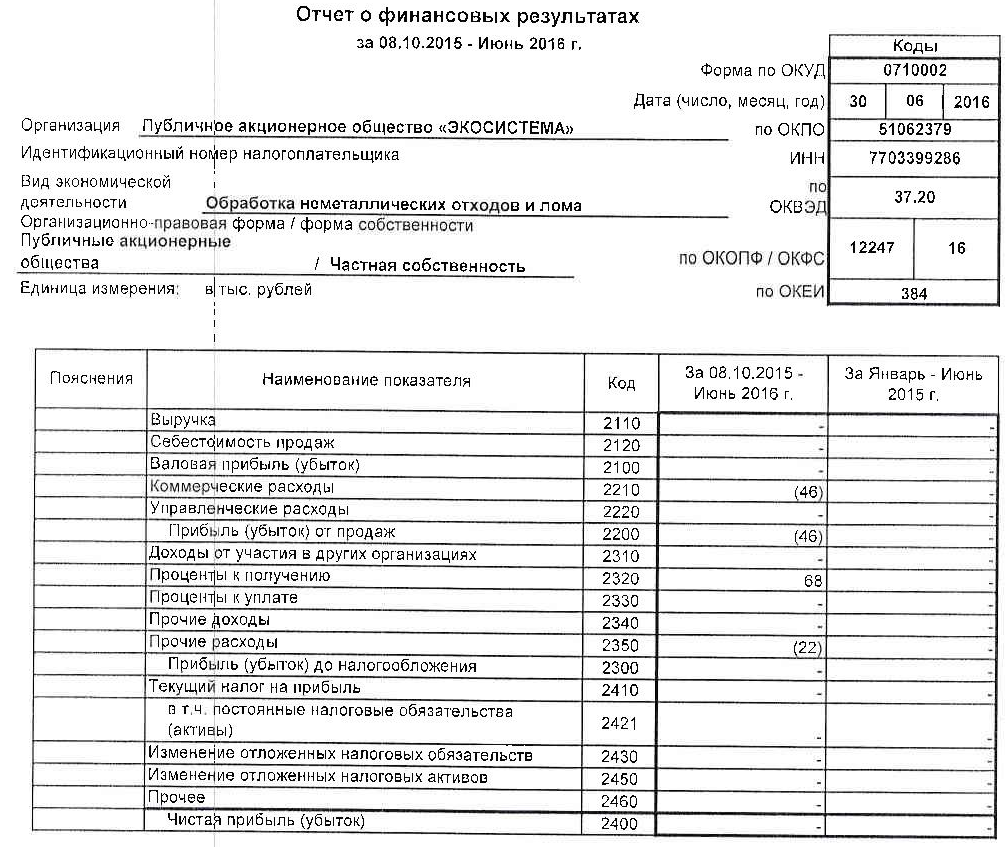 Отчет о финансовых результатах
за 08.10.2015 - Июнь 2016 г.
Коды
Форма по ОКУД 0710002
Дата (число, месяц, год) 30 06 2016
Организация Публичное акционерное общество «ЭКОСИСТЕМА» по ОКПО 51062379
Идентификационный номер налогоплательщика ИНН 7703399286
Вид экономической по
деятельности Обработка неметаллических отходов и лома ОКВЭД 37.20
Организационно-правовая форма / форма собственности
Публичные акционерные
общества / Частная собственность по ОКОПФ / ОКФС 12247 16
Единица измерения: в тыс. рублей по ОКЕИ 384
Пояснения Наименование показателя Код За 08.10.2015 - Июнь 2016 г. За Январь - Июнь 2015 г.
Выручка 2110 - -
Себестоимость продаж 2120 - -
Валовая прибыль (убыток) 2100 - -
Коммерческие расходы 2210 (46) -
Управленческие расходы 2220 - -
Прибыль (убыток) от продаж 2200 (46) -
Доходы от участия в других организациях 2310 - -
Проценты к получению 2320 68 -
Проценты к уплате 2330 - -
Прочие доходы 2340 - -
Прочие расходы 2350 (22) -
Прибыль (убыток) до налогообложения 2300 - -
Текущий налог на прибыль 2410 - -
в т.ч. постоянные налоговые обязательства
(активы) 2421 - -
Изменение отложенных налоговых обязательств 2430 - -
Изменение отложенных налоговых активов 2450 - -
Прочее 2460 - -
Чистая прибыль (убыток) 2400 - -